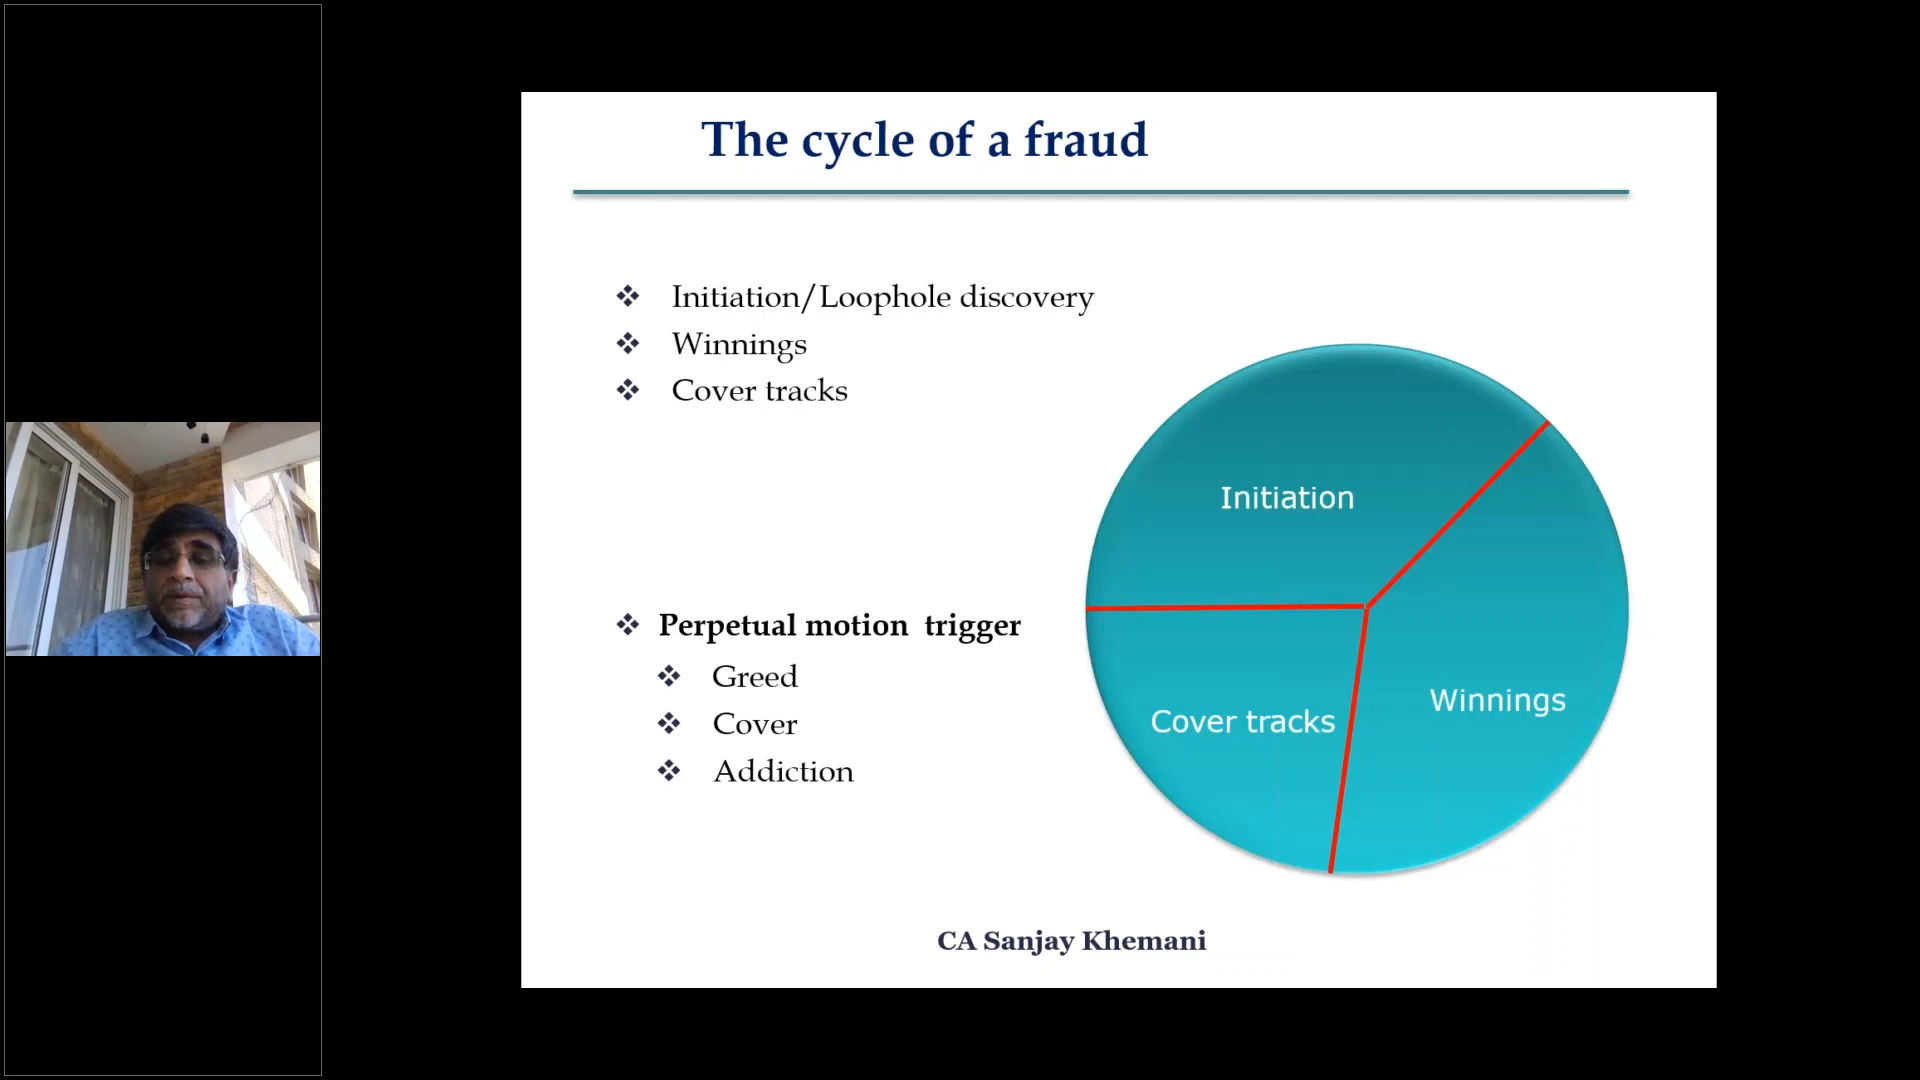 The cycle of a fraud
Initiation/Loophole discovery
Winnings
Cover tracks
Perpetual motion  trigger
Greed
Cover
Addiction
Initiation
Winnings
Cover tracks
CA Sanjay Khemani